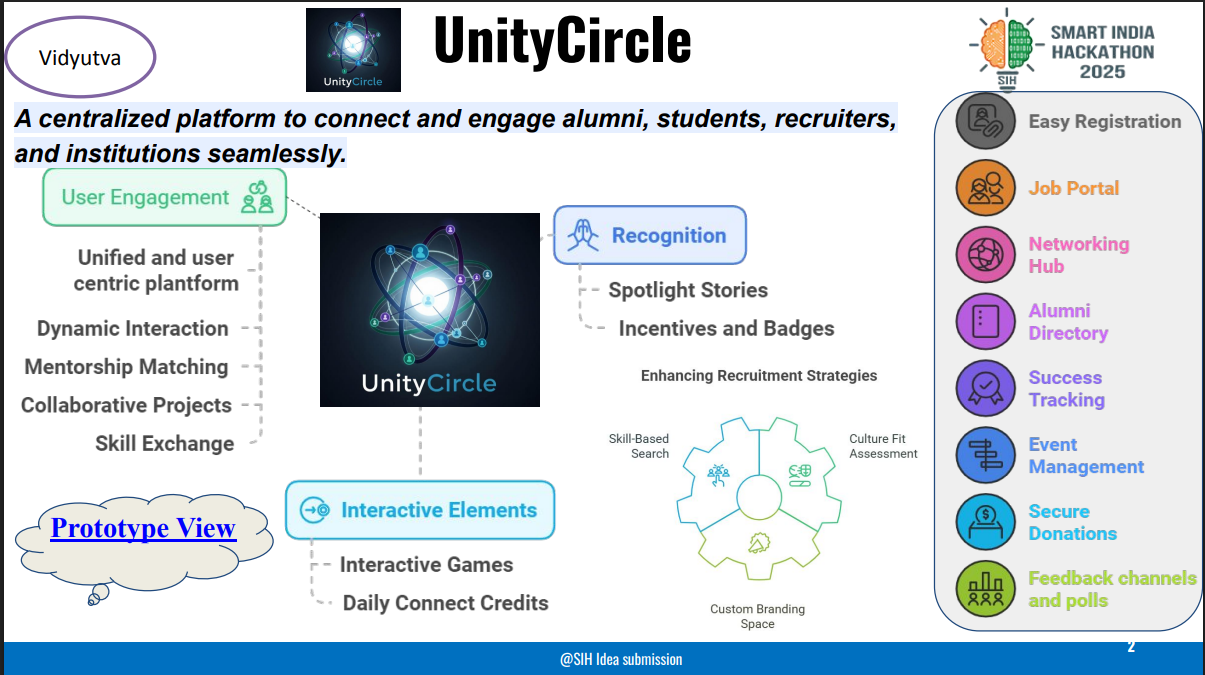 Vidyutva
UnityCircle
UnityCircle
SMART INDIA
HACKATHON
2025
SIH
A centralized platform to connect and engage alumni, students, recruiters,
and institutions seamlessly.
User Engagement
Unified and user
centric plantform
Dynamic Interaction
Mentorship Matching
Collaborative Projects
Skill Exchange
UnityCircle
Recognition
Spotlight Stories
Incentives and Badges
Enhancing Recruitment Strategies
Skill-Based
Search
Culture Fit
Assessment
Custom Branding
Space
Prototype View
Interactive Elements
Interactive Games
Daily Connect Credits
Easy Registration
Job Portal
Networking
Hub
Alumni
Directory
Success
Tracking
Event
Management
Secure
Donations
Feedback channels
and polls
@SIH Idea submission
2